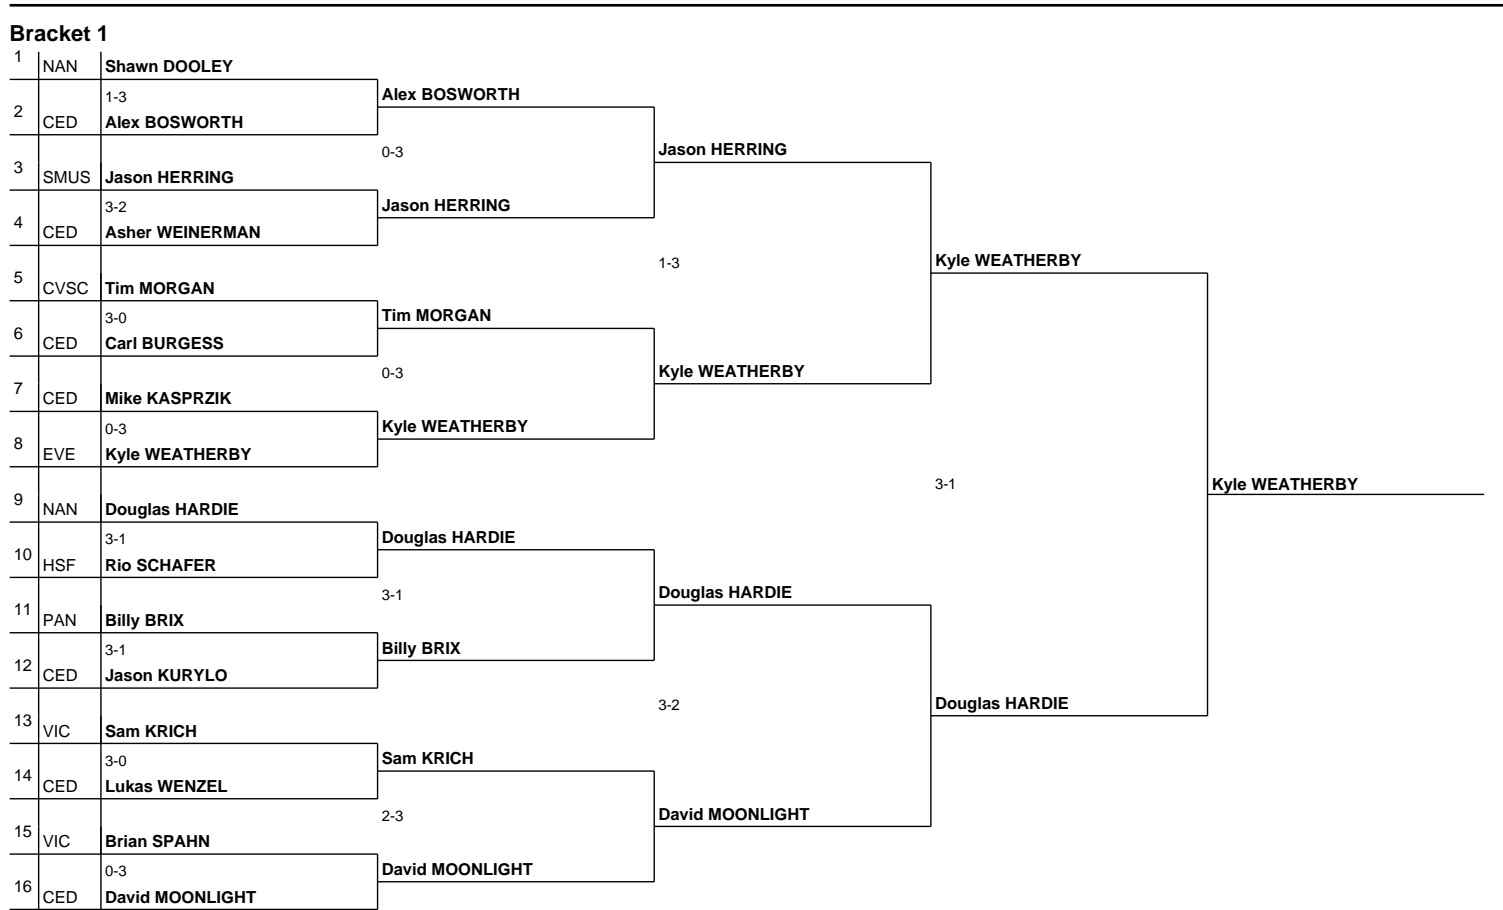 Bracket 1
1 NAN Shawn DOOLEY
1-3 Alex BOSWORTH
2 CED Alex BOSWORTH
0-3 Jason HERRING
3 SMUS Jason HERRING
3-2 Jason HERRING
4 CED Asher WEINERMAN
1-3 Kyle WEATHERBY
5 CVSC Tim MORGAN
3-0 Tim MORGAN
6 CED Carl BURGESS
0-3 Kyle WEATHERBY
7 CED Mike KASPRZIK
0-3 Kyle WEATHERBY
8 EVE Kyle WEATHERBY
3-1 Kyle WEATHERBY
9 NAN Douglas HARDIE
3-1 Douglas HARDIE
10 HSF Rio SCHAFER
3-1 Douglas HARDIE
11 PAN Billy BRIX
3-1 Billy BRIX
12 CED Jason KURYLO
3-2 Douglas HARDIE
13 VIC Sam KRICH
3-0 Sam KRICH
14 CED Lukas WENZEL
2-3 David MOONLIGHT
15 VIC Brian SPAHN
0-3 David MOONLIGHT
16 CED David MOONLIGHT